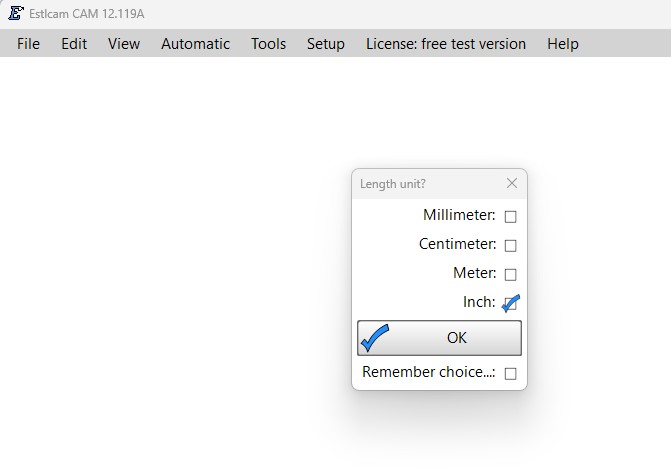 Estlcam CAM 12.119A
File Edit View Automatic Tools Setup License: free test version Help
Length unit?
Millimeter:
Centimeter:
Meter:
Inch:
OK
Remember choice...: